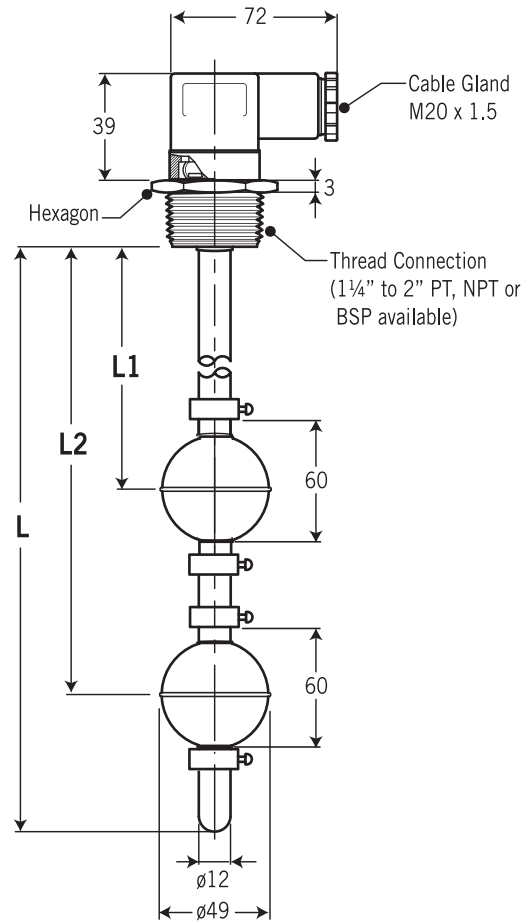 72
Cable Gland
M20 x 1.5
39
3
Hexagon
Thread Connection
(1¼” to 2” PT, NPT or
BSP available)
L1
L2
60
L
60
ø12
ø49